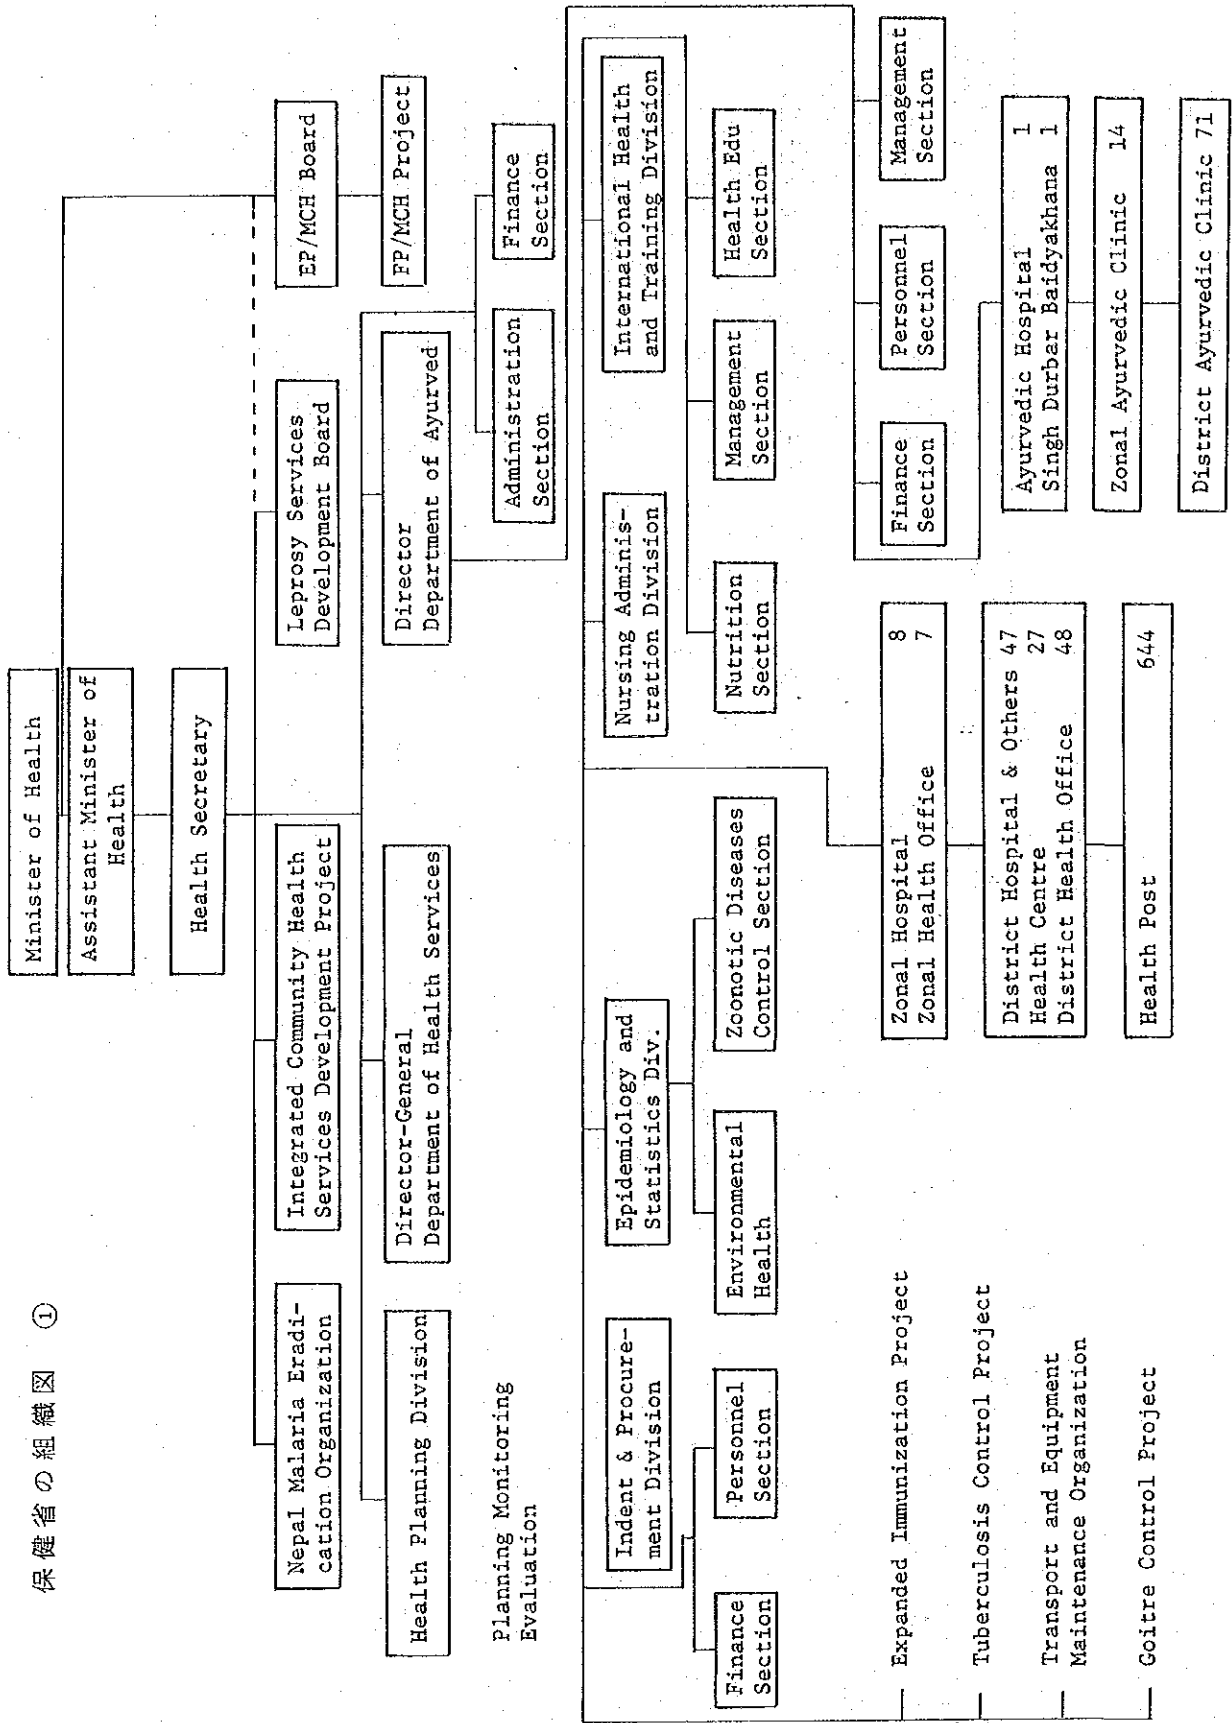 保健省の組織図 ①
Minister of Health
Assistant Minister of
Health
Health Secretary
Nepal Malaria Eradi-
cation Organization
Integrated Community Health
Services Development Project
Leprosy Services
Development Board
EP/MCH Board
FP/MCH Project
Health Planning Division
Planning Monitoring
Evaluation
Director-General
Department of Health Services
Director
Department of Ayurved
Administration
Section
Finance
Section
Indent & Procure-
ment Division
Epidemiology and
Statistics Div.
Nursing Adminis-
tration Division
International Health
and Training Division
Finance
Section
Personnel
Section
Environmental
Health
Zoonotic Diseases
Control Section
Nutrition
Section
Management
Section
Health Edu
Section
Expanded Immunization Project
Tuberculosis Control Project
Transport and Equipment
Maintenance Organization
Goitre Control Project
Zonal Hospital 8
Zonal Health Office 7
District Hospital & Others 47
Health Centre 27
District Health Office 48
Health Post 644
Finance
Section
Personnel
Section
Management
Section
Ayurvedic Hospital 1
Singh Durbar Baidyakhana 1
Zonal Ayurvedic Clinic 14
District Ayurvedic Clinic 71